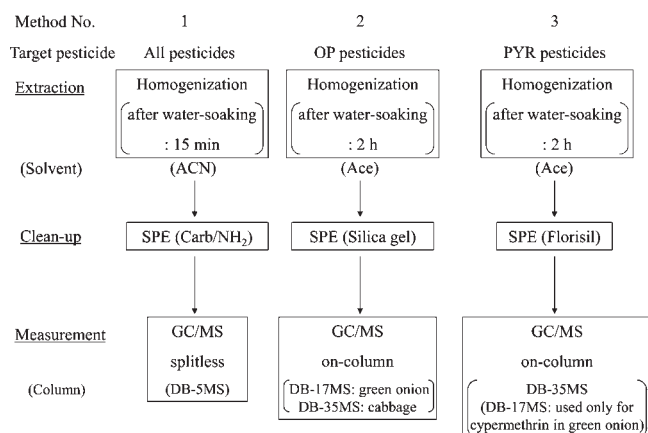 Method No. 1 2 3
Target pesticide All pesticides OP pesticides PYR pesticides
Extraction Homogenization Homogenization Homogenization
(after water-soaking (after water-soaking (after water-soaking
: 15 min) : 2 h) : 2 h)
(Solvent) (ACN) (Ace) (Ace)
Clean-up SPE (Carb/NH₂) SPE (Silica gel) SPE (Florisil)
Measurement GC/MS GC/MS GC/MS
splitless on-column on-column
(Column) (DB-5MS) (DB-17MS: green onion DB-35MS: cabbage) (DB-35MS
(DB-17MS: used only for
cypermethrin in green onion))